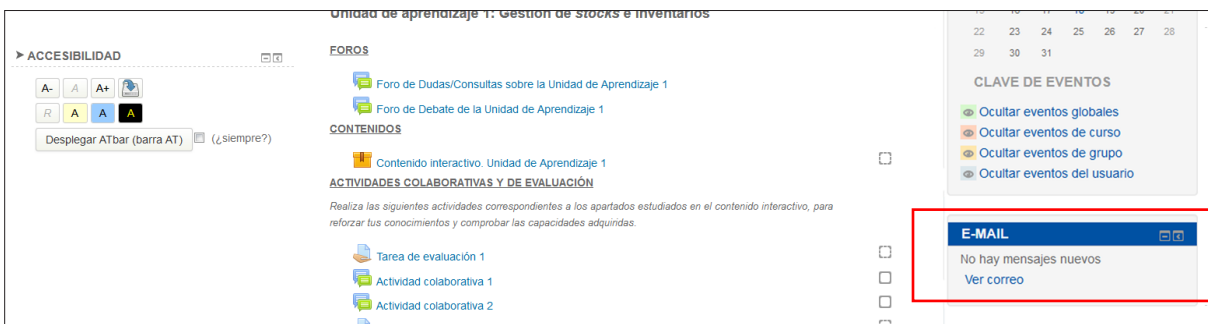 ACCESIBILIDAD
A- A A+
R A A A
Desplegar ATbar (barra AT) (¿siempre?)
Unidad de aprendizaje 1: Gestión de stocks e inventarios
FOROS
Foro de Dudas/Consultas sobre la Unidad de Aprendizaje 1
Foro de Debate de la Unidad de Aprendizaje 1
CONTENIDOS
Contenido interactivo. Unidad de Aprendizaje 1
ACTIVIDADES COLABORATIVAS Y DE EVALUACIÓN
Realiza las siguientes actividades correspondientes a los apartados estudiados en el contenido interactivo, para
reforzar tus conocimientos y comprobar las capacidades adquiridas.
Tarea de evaluación 1
Actividad colaborativa 1
Actividad colaborativa 2
22 23 24 25 26 27 28
29 30 31
CLAVE DE EVENTOS
Ocultar eventos globales
Ocultar eventos de curso
Ocultar eventos de grupo
Ocultar eventos del usuario
E-MAIL
No hay mensajes nuevos
Ver correo